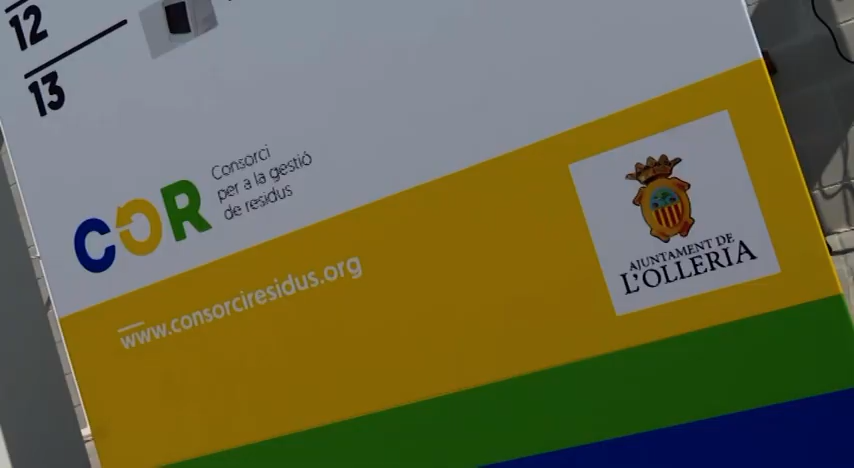 12
13
COR
Consorci
per a la gestió
de residus
www.consorciresidus.org
AJUNTAMENT DE
L'OLLERIA